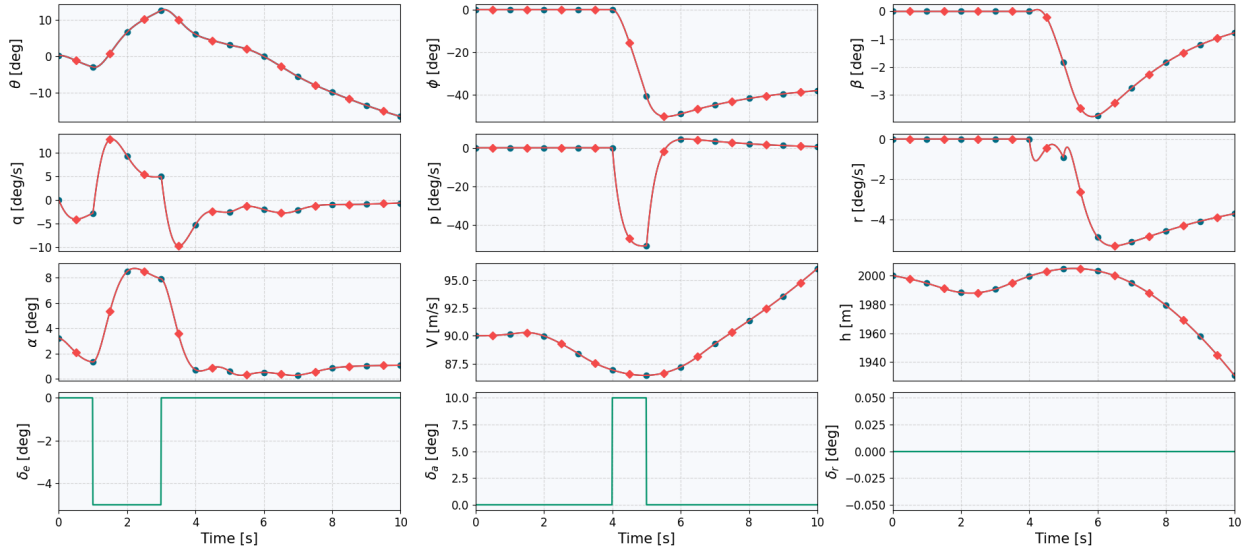 θ [deg]
10
0
−10
ϕ [deg]
0
−20
−40
β [deg]
0
−1
−2
−3
q [deg/s]
10
5
0
−5
−10
p [deg/s]
0
−20
−40
r [deg/s]
0
−2
−4
α [deg]
8
6
4
2
0
V [m/s]
95.0
92.5
90.0
87.5
h [m]
2000
1980
1960
1940
δe [deg]
0
−2
−4
0 2 4 6 8 10
Time [s]
δa [deg]
10.0
7.5
5.0
2.5
0.0
0 2 4 6 8 10
Time [s]
δr [deg]
0.050
0.025
0.000
−0.025
−0.050
0 2 4 6 8 10
Time [s]